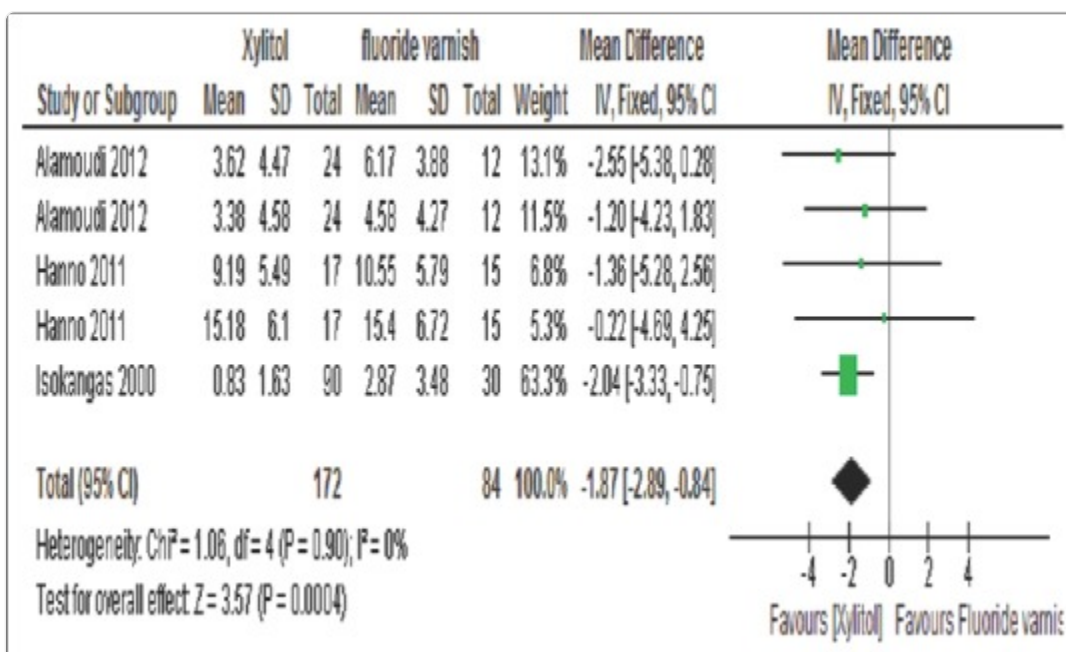 Xylitol fluoride varnish Mean Difference Mean Difference
Study or Subgroup Mean SD Total Mean SD Total Weight IV, Fixed, 95% CI IV, Fixed, 95% CI
Alamoudi 2012 3.62 4.47 24 6.17 3.88 12 13.1% -2.55 [-5.38, 0.28]
Alamoudi 2012 3.38 4.58 24 4.58 4.27 12 11.5% -1.20 [-4.23, 1.83]
Hanno 2011 9.19 5.49 17 10.55 5.79 15 6.8% -1.36 [-5.28, 2.56]
Hanno 2011 15.18 6.1 17 15.4 6.72 15 5.3% -0.22 [-4.69, 4.25]
Isokangas 2000 0.83 1.63 90 2.87 3.48 30 63.3% -2.04 [-3.33, -0.75]
Total (95% CI) 172 84 100.0% -1.87 [-2.89, -0.84]
Heterogeneity: Chi² = 1.06, df = 4 (P = 0.90); I² = 0%
Test for overall effect: Z = 3.57 (P = 0.0004)
-4 -2 0 2 4
Favours [Xylitol] Favours Fluoride varnis